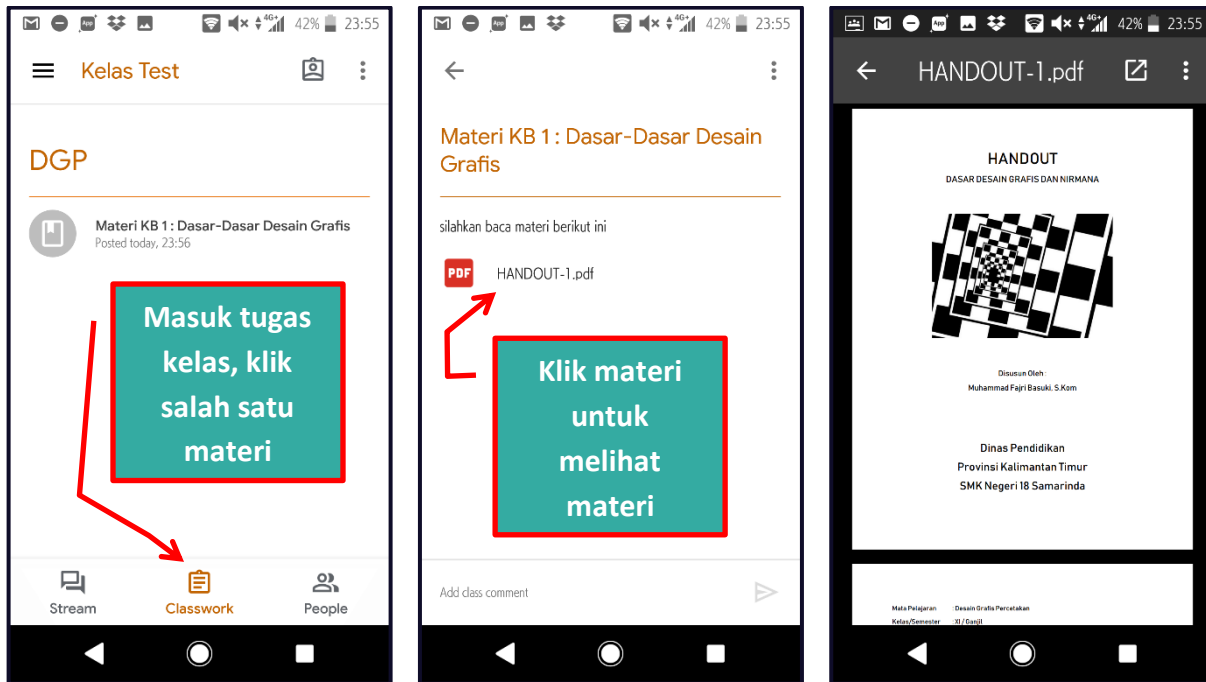 42% 23:55
Kelas Test
DGP
Materi KB 1 : Dasar-Dasar Desain Grafis
Posted today, 23:56
Masuk tugas
kelas, klik
salah satu
materi
Stream Classwork People
App 4G+ 42% 23:55
Materi KB 1 : Dasar-Dasar Desain
Grafis
silahkan baca materi berikut ini
PDF HANDOUT-1.pdf
Klik materi
untuk
melihat
materi
Add class comment
App 4G+ 42% 23:55
HANDOUT-1.pdf
HANDOUT
DASAR DESAIN GRAFIS DAN NIRMANA
Disusun Oleh :
Muhammad Fajri Basuki, S.Kom
Dinas Pendidikan
Provinsi Kalimantan Timur
SMK Negeri 18 Samarinda
Mata Pelajaran : Desain Grafis Percetakan
Kelas/Semester : XI / Ganjil